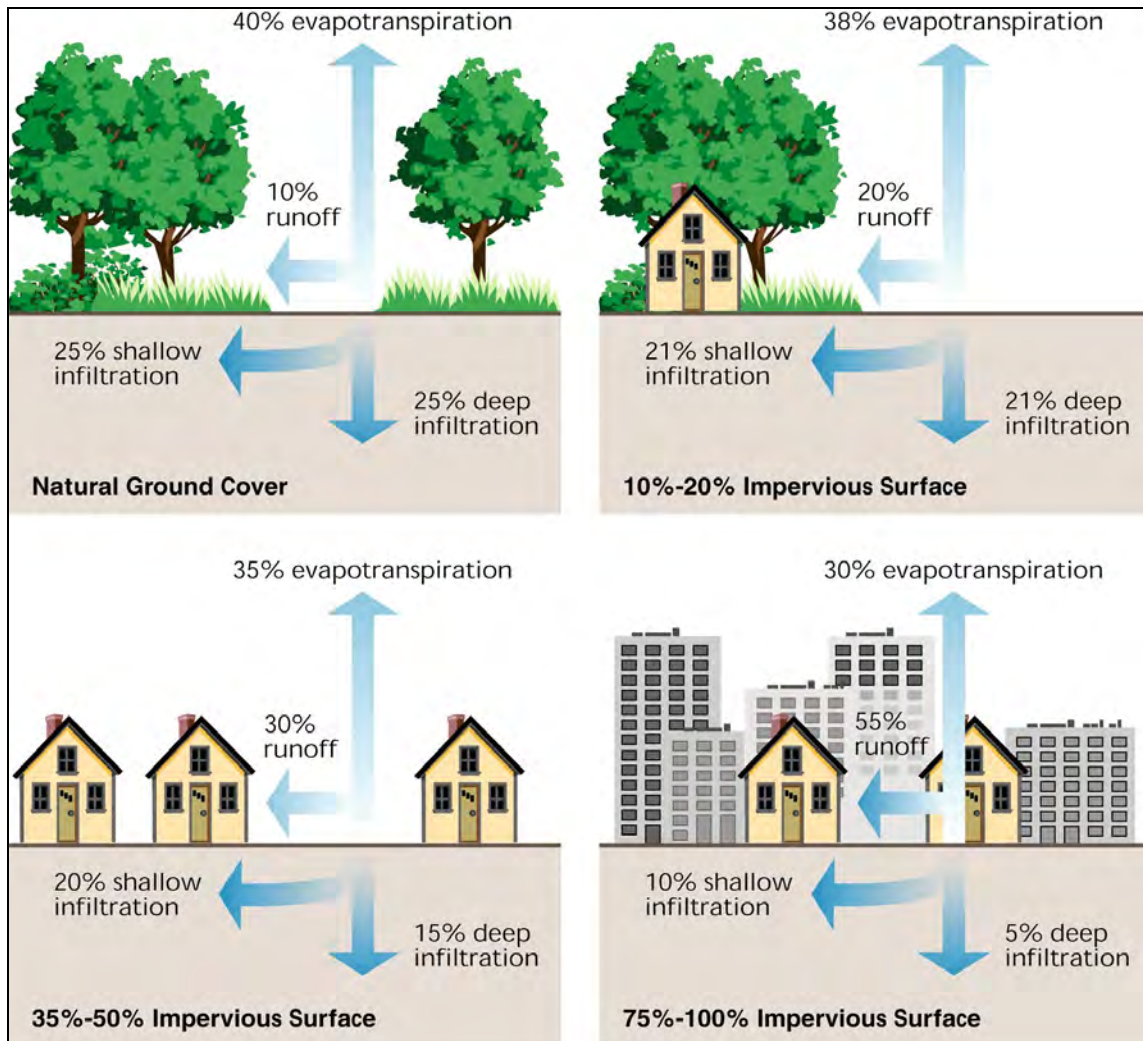 40% evapotranspiration
10%
runoff
25% shallow
infiltration
25% deep
infiltration
Natural Ground Cover
38% evapotranspiration
20%
runoff
21% shallow
infiltration
21% deep
infiltration
10%-20% Impervious Surface
35% evapotranspiration
30%
runoff
20% shallow
infiltration
15% deep
infiltration
35%-50% Impervious Surface
30% evapotranspiration
55%
runoff
10% shallow
infiltration
5% deep
infiltration
75%-100% Impervious Surface